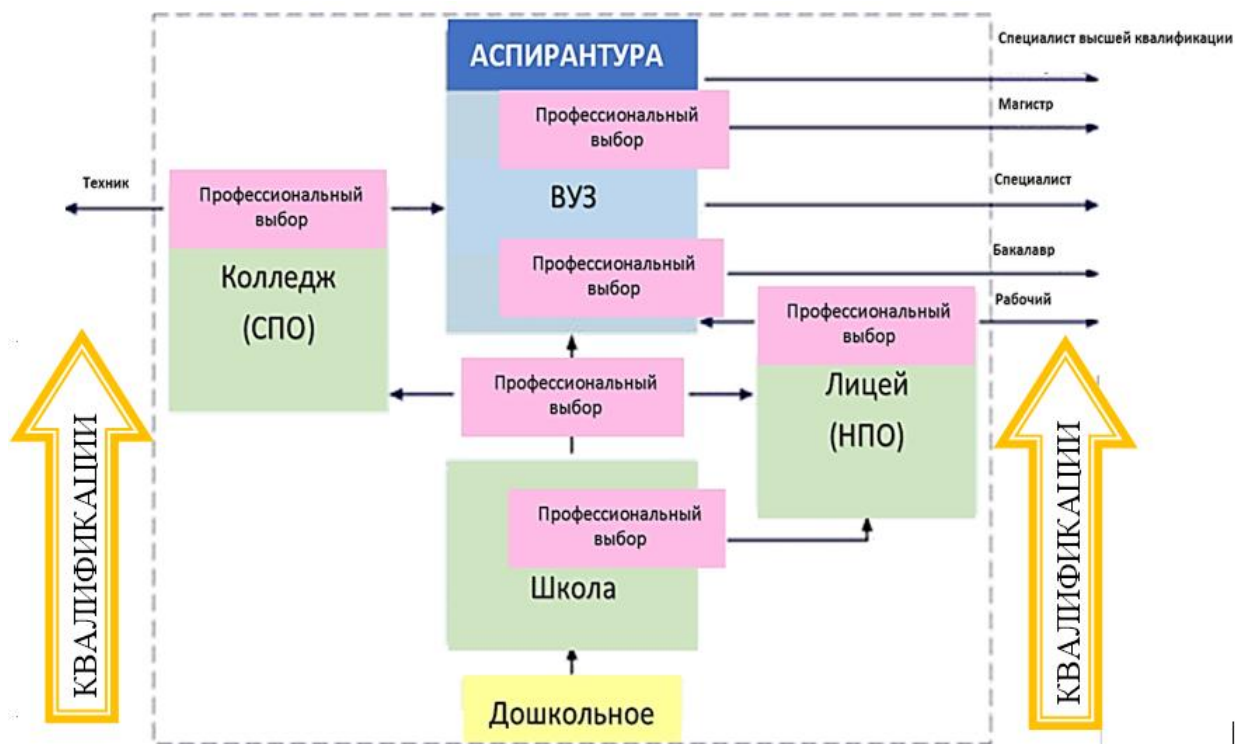 Специалист высшей квалификации
АСПИРАНТУРА
Профессиональный
выбор
Магистр
Техник
Профессиональный
выбор
ВУЗ
Специалист
Колледж
(СПО)
Профессиональный
выбор
Бакалавр
Рабочий
Профессиональный
выбор
Лицей
(НПО)
Профессиональный
выбор
Профессиональный
выбор
Школа
Дошкольное
КВАЛИФИКАЦИИ
КВАЛИФИКАЦИИ